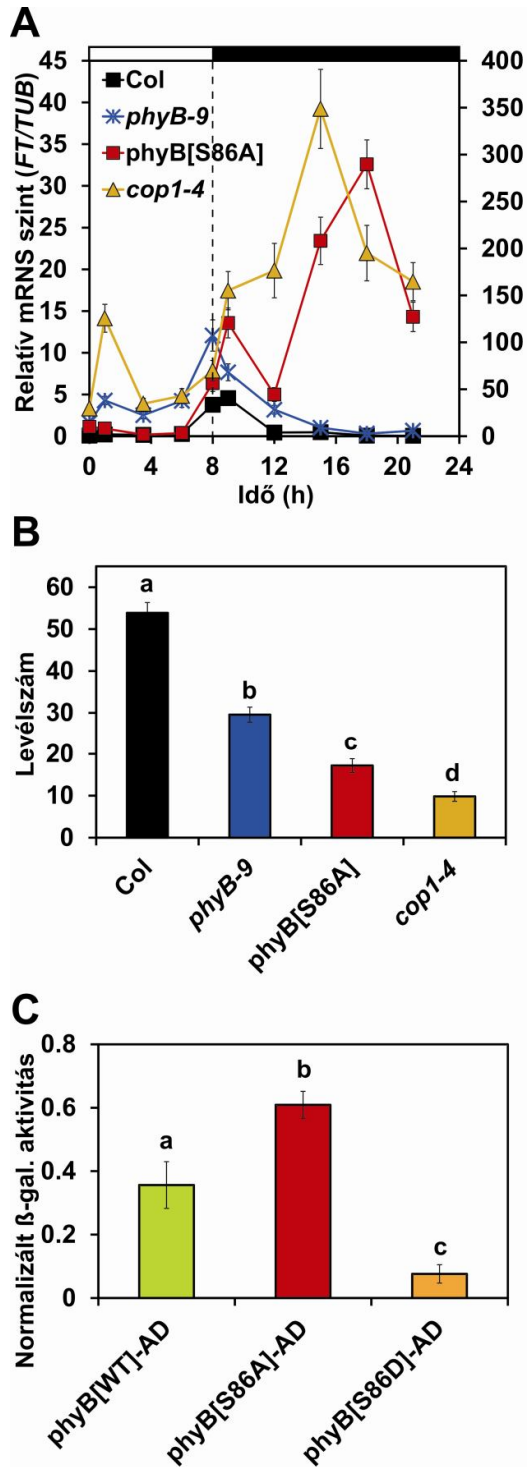 A
Relatív mRNS szint (FT/TUB)
45
40
35
30
25
20
15
10
5
0
Col
phyB-9
phyB[S86A]
cop1-4
400
350
300
250
200
150
100
50
0
0 4 8 12 16 20 24
Idő (h)
B
Levélszám
60
50
40
30
20
10
0
a
b
c
d
Col
phyB-9
phyB[S86A]
cop1-4
C
Normalizált ß-gal. aktivitás
0.8
0.6
0.4
0.2
0
a
b
c
phyB[WT]-AD
phyB[S86A]-AD
phyB[S86D]-AD